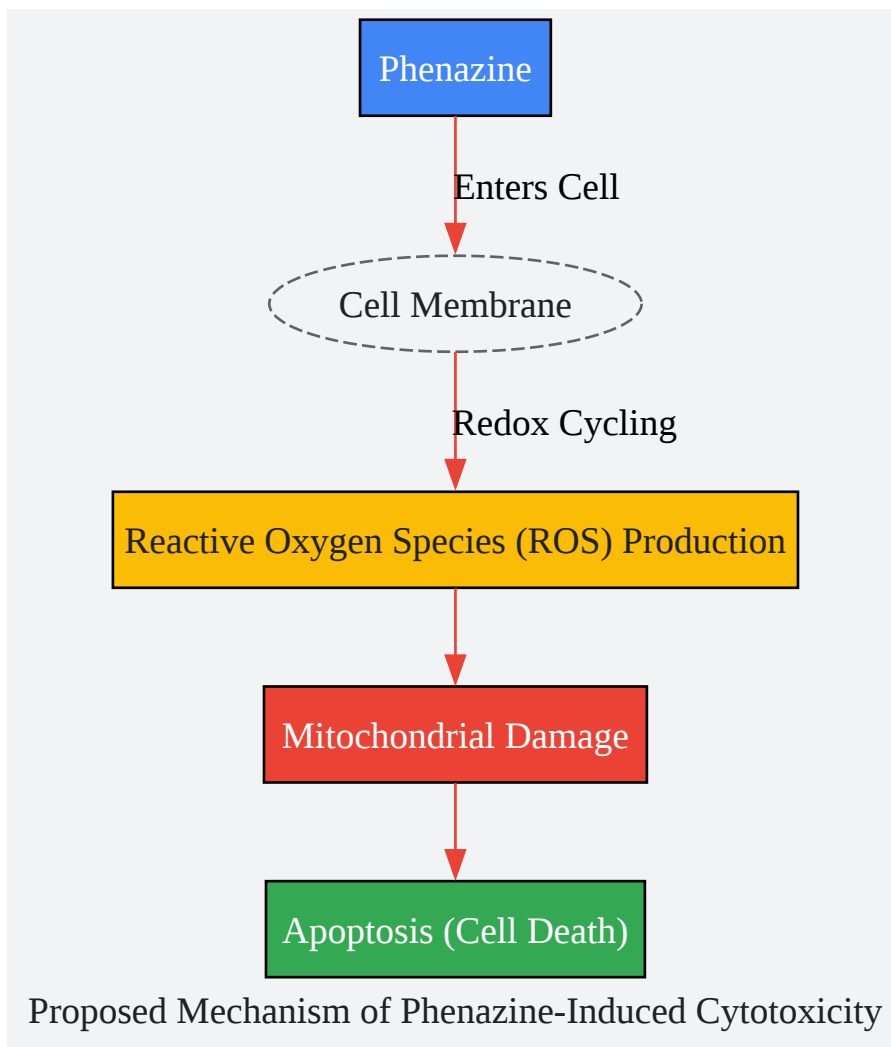 Phenazine
Enters Cell
Cell Membrane
Redox Cycling
Reactive Oxygen Species (ROS) Production
Mitochondrial Damage
Apoptosis (Cell Death)
Proposed Mechanism of Phenazine-Induced Cytotoxicity